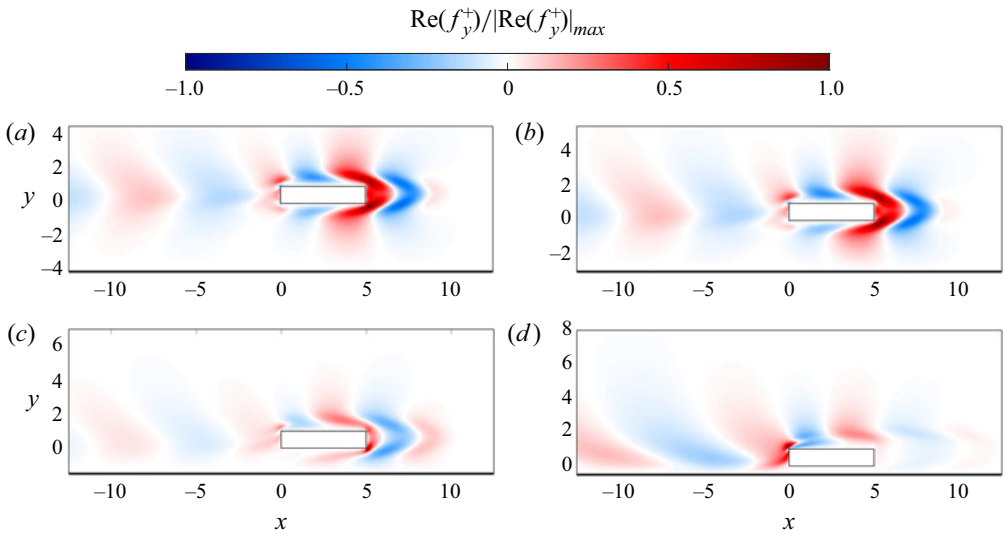 Re(f_y^+)/|Re(f_y^+)|_max
–1.0 –0.5 0 0.5 1.0
(a) (b)
4 2 0 –2 –4
y
–10 –5 0 5 10
4 2 0 –2
–10 –5 0 5 10
(c) (d)
6 4 2 0
y
–10 –5 0 5 10
x
8 6 4 2 0
–10 –5 0 5 10
x